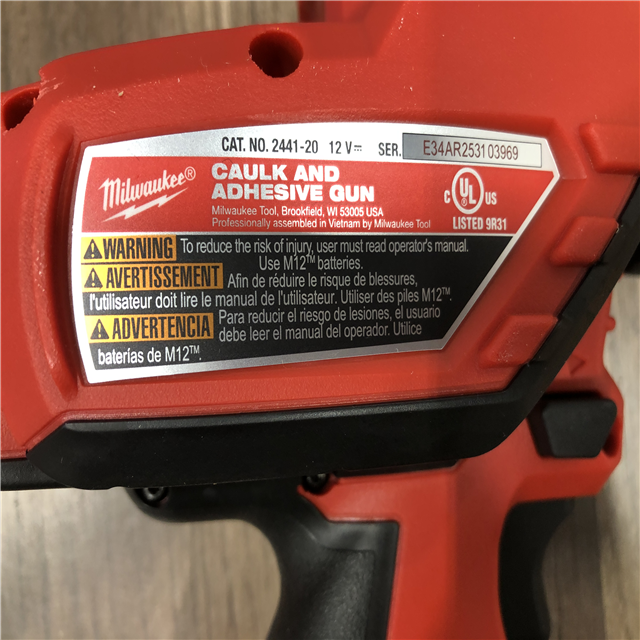 CAT. NO. 2441-20 12 V⎓ SER. E34AR253103969
Milwaukee®
CAULK AND
ADHESIVE GUN
Milwaukee Tool, Brookfield, WI 53005 USA
Professionally assembled in Vietnam by Milwaukee Tool
C UL US
LISTED 9R31
WARNING To reduce the risk of injury, user must read operator's manual.
Use M12™ batteries.
AVERTISSEMENT Afin de réduire le risque de blessures,
l'utilisateur doit lire le manuel de l'utilisateur. Utiliser des piles M12™.
ADVERTENCIA Para reducir el riesgo de lesiones, el usuario
debe leer el manual del operador. Utilice
baterías de M12™.